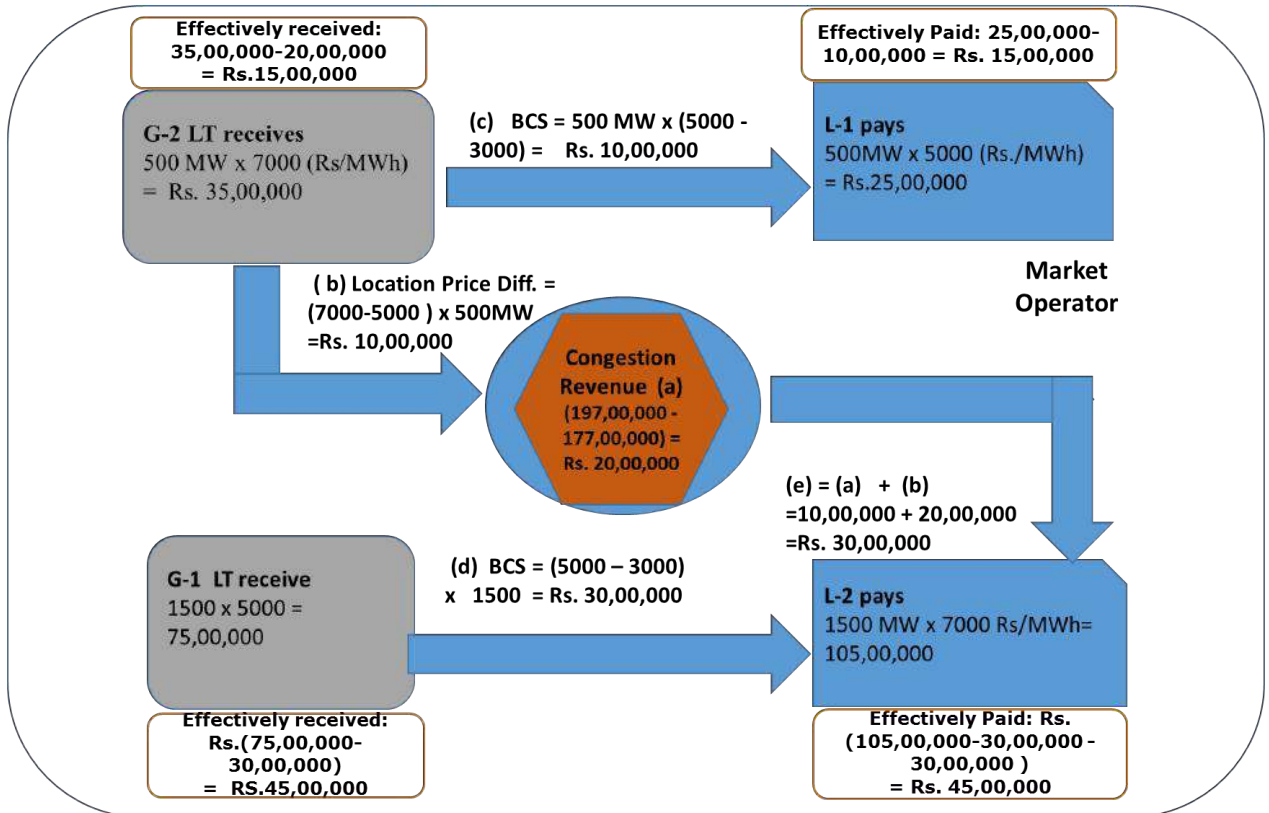 Effectively received:
35,00,000-20,00,000
= Rs.15,00,000
G-2 LT receives
500 MW x 7000 (Rs/MWh)
= Rs. 35,00,000
(c) BCS = 500 MW x (5000 -
3000) = Rs. 10,00,000
Effectively Paid: 25,00,000-
10,00,000 = Rs. 15,00,000
L-1 pays
500MW x 5000 (Rs./MWh)
= Rs.25,00,000
Market
Operator
( b) Location Price Diff. =
(7000-5000 ) x 500MW
=Rs. 10,00,000
Congestion
Revenue (a)
(197,00,000 -
177,00,000) =
Rs. 20,00,000
(e) = (a) + (b)
=10,00,000 + 20,00,000
=Rs. 30,00,000
G-1 LT receive
1500 x 5000 =
75,00,000
(d) BCS = (5000 – 3000)
x 1500 = Rs. 30,00,000
L-2 pays
1500 MW x 7000 Rs/MWh=
105,00,000
Effectively received:
Rs.(75,00,000-
30,00,000)
= RS.45,00,000
Effectively Paid: Rs.
(105,00,000-30,00,000 -
30,00,000 )
= Rs. 45,00,000